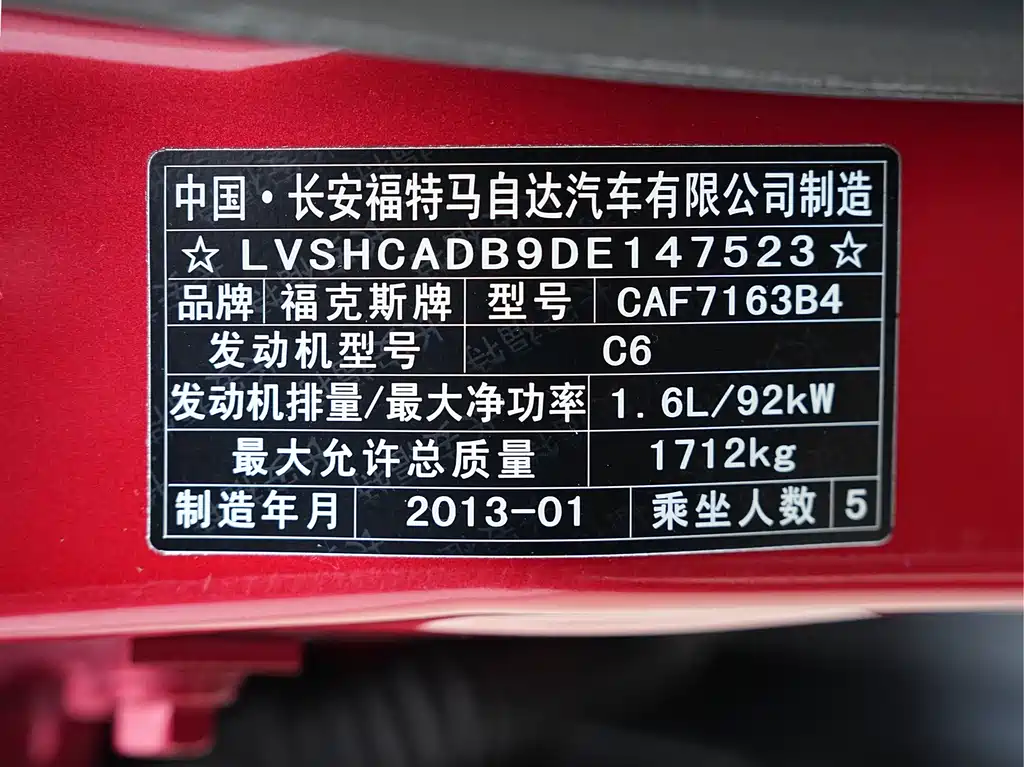 中国·长安福特马自达汽车有限公司制造
☆LVSHCADB9DE147523☆
品牌 福克斯牌 型号 CAF7163B4
发动机型号 C6
发动机排量/最大净功率 1.6L/92kW
最大允许总质量 1712kg
制造年月 2013-01 乘坐人数 5